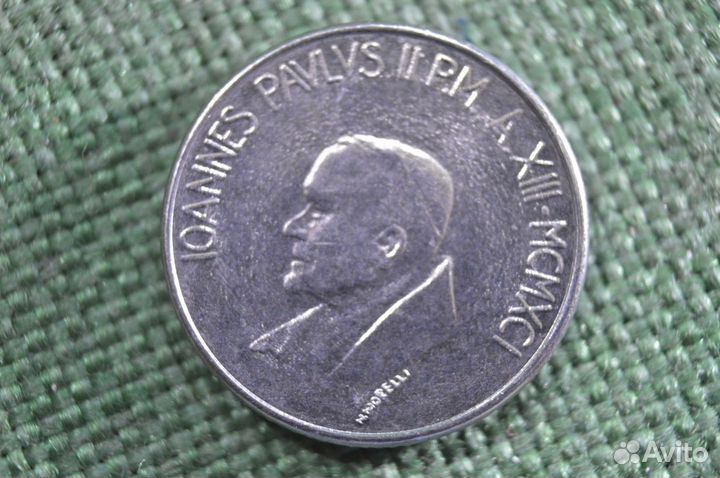 IOANNES PAVLVS II P.M. A. XIII-MCMXCI
N.MORELLI
Avito